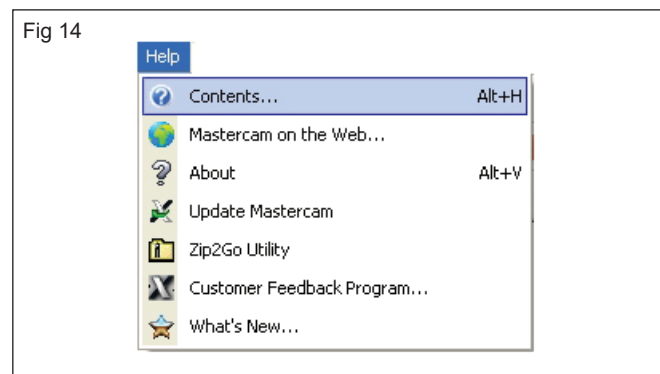 Fig 14
Help
Contents... Alt+H
Mastercam on the Web...
About Alt+V
Update Mastercam
Zip2Go Utility
Customer Feedback Program...
What's New...